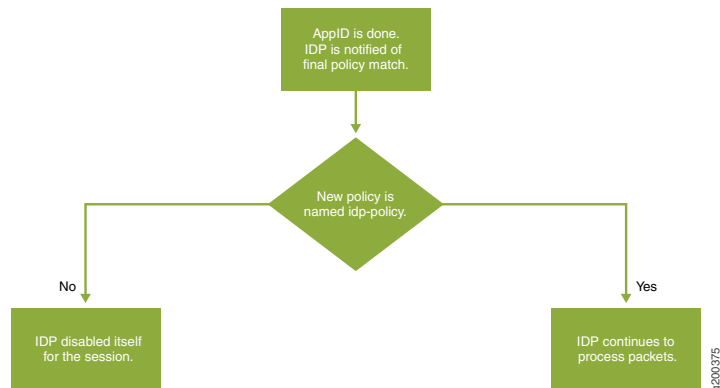 AppID is done.
IDP is notified of
final policy match.
New policy is
named idp-policy.
No
Yes
IDP disabled itself
for the session.
IDP continues to
process packets.
1200375